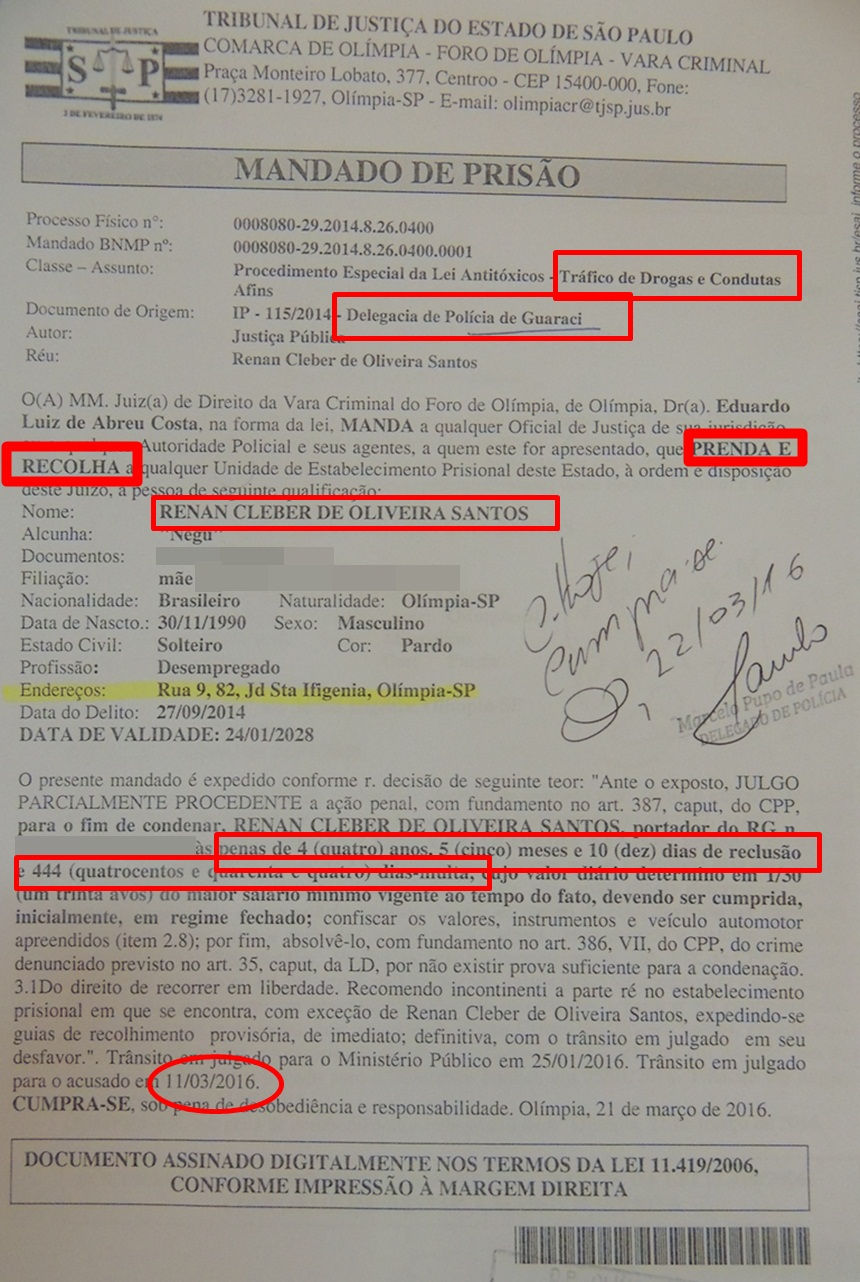 TRIBUNAL DE JUSTIÇA
S P
3 DE FEVEREIRO DE 1874
TRIBUNAL DE JUSTIÇA DO ESTADO DE SÃO PAULO
COMARCA DE OLÍMPIA - FORO DE OLÍMPIA - VARA CRIMINAL
Praça Monteiro Lobato, 377, Centroo - CEP 15400-000, Fone:
(17)3281-1927, Olímpia-SP - E-mail: olimpiacr@tjsp.jus.br
MANDADO DE PRISÃO
Processo Físico nº: 0008080-29.2014.8.26.0400
Mandado BNMP nº: 0008080-29.2014.8.26.0400.0001
Classe – Assunto: Procedimento Especial da Lei Antitóxicos - Tráfico de Drogas e Condutas
Afins
Documento de Origem: IP - 115/2014 - Delegacia de Polícia de Guaraci
Autor: Justiça Pública
Réu: Renan Cleber de Oliveira Santos
O(A) MM. Juiz(a) de Direito da Vara Criminal do Foro de Olímpia, de Olímpia, Dr(a). Eduardo
Luiz de Abreu Costa, na forma da lei, MANDA a qualquer Oficial de Justiça de sua jurisdição
Autoridade Policial e seus agentes, a quem este for apresentado, que PRENDA E
RECOLHA a qualquer Unidade de Estabelecimento Prisional deste Estado, à ordem e disposição
deste Juízo, a pessoa de seguinte qualificação:
Nome: RENAN CLEBER DE OLIVEIRA SANTOS
Alcunha: "Negu"
Documentos:
Filiação: mãe
Nacionalidade: Brasileiro Naturalidade: Olímpia-SP
Data de Nascto.: 30/11/1990 Sexo: Masculino
Estado Civil: Solteiro Cor: Pardo
Profissão: Desempregado
Endereços: Rua 9, 82, Jd Sta Ifigenia, Olímpia-SP
Data do Delito: 27/09/2014
DATA DE VALIDADE: 24/01/2028
Hoje,
Cumpra-se.
22/03/16
Marcelo Pupo de Paula
DELEGADO DE POLÍCIA
O presente mandado é expedido conforme r. decisão de seguinte teor: "Ante o exposto, JULGO
PARCIALMENTE PROCEDENTE a ação penal, com fundamento no art. 387, caput, do CPP,
para o fim de condenar, RENAN CLEBER DE OLIVEIRA SANTOS, portador do RG n.
às penas de 4 (quatro) anos, 5 (cinco) meses e 10 (dez) dias de reclusão
e 444 (quatrocentos e quarenta e quatro) dias-multa, cujo valor diário determino em 1/30
(um trinta avos) do maior salário mínimo vigente ao tempo do fato, devendo ser cumprida,
inicialmente, em regime fechado; confiscar os valores, instrumentos e veículo automotor
apreendidos (item 2.8); por fim, absolvê-lo, com fundamento no art. 386, VII, do CPP, do crime
denunciado previsto no art. 35, caput, da LD, por não existir prova suficiente para a condenação.
3.1Do direito de recorrer em liberdade. Recomendo incontinenti a parte ré no estabelecimento
prisional em que se encontra, com exceção de Renan Cleber de Oliveira Santos, expedindo-se
guias de recolhimento provisória, de imediato; definitiva, com o trânsito em julgado em seu
desfavor.". Trânsito em julgado para o Ministério Público em 25/01/2016. Trânsito em julgado
para o acusado em 11/03/2016.
CUMPRA-SE, sob pena de desobediência e responsabilidade. Olímpia, 21 de março de 2016.
DOCUMENTO ASSINADO DIGITALMENTE NOS TERMOS DA LEI 11.419/2006,
CONFORME IMPRESSÃO À MARGEM DIREITA
informe o processo